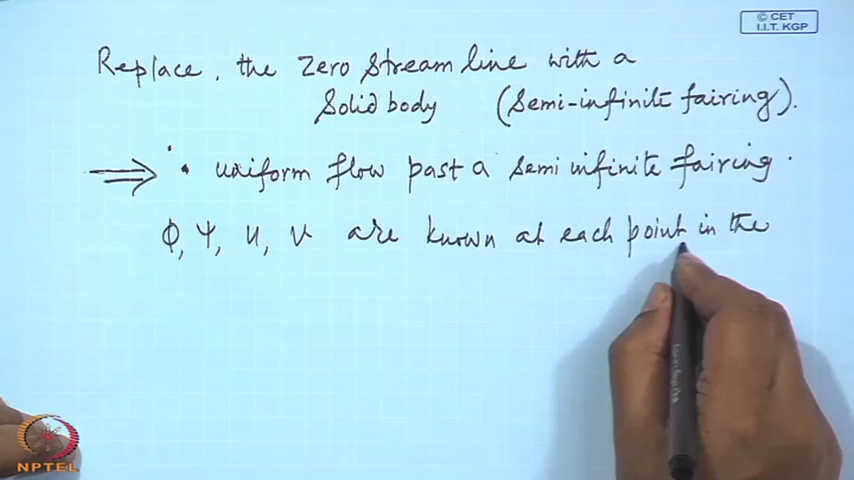 © CET
I.I.T. KGP
Replace, the Zero stream line with a
Solid body (Semi-infinite fairing).
⟹ uniform flow past a semi infinite fairing.
φ, ψ, u, v are known at each point in the
NPTEL